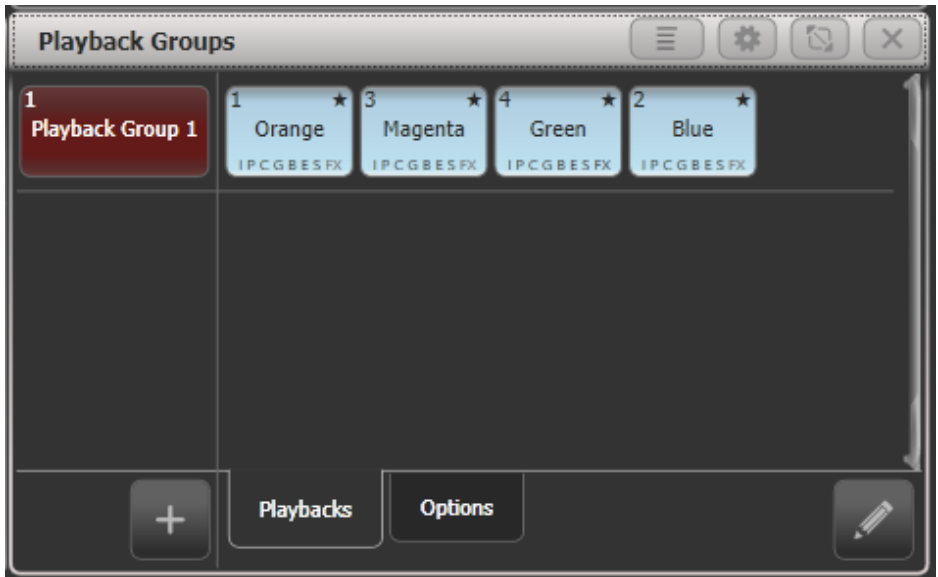 Playback Groups
1
Playback Group 1
1 ★
Orange
IPCGBESFX
3 ★
Magenta
IPCGBESFX
4 ★
Green
IPCGBESFX
2 ★
Blue
IPCGBESFX
Playbacks
Options